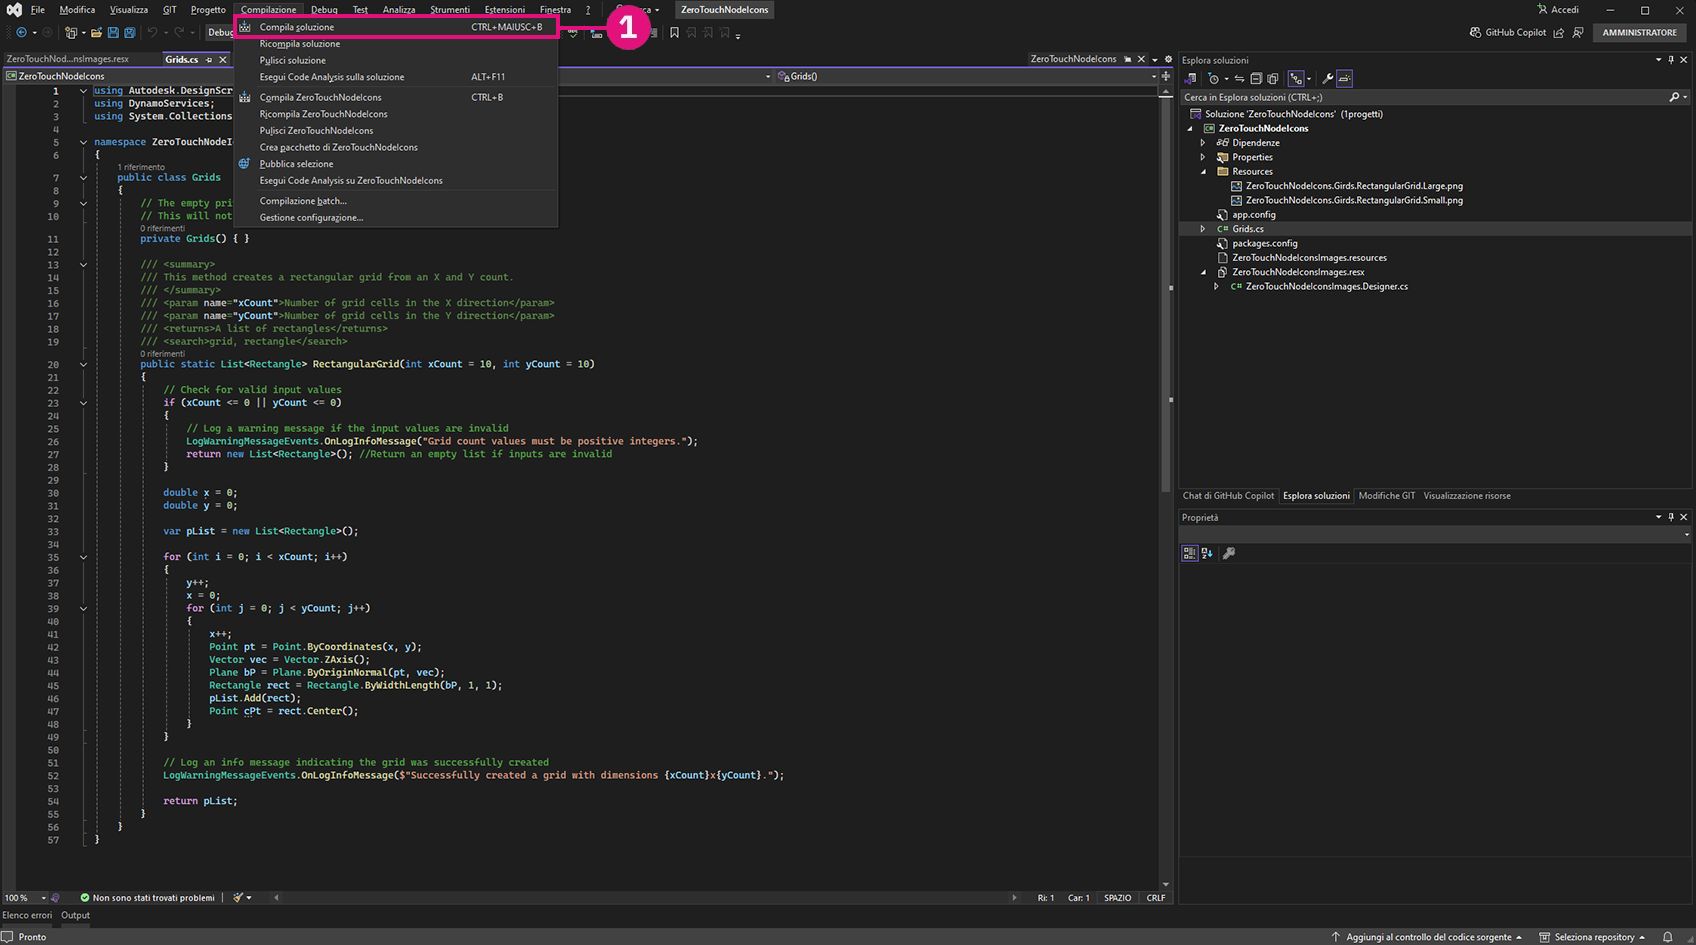 File Modifica Visualizza GIT Progetto Compilazione Debug Test Analizza Strumenti Estensioni Finestra ? ZeroTouchNodeIcons Accedi
Debug GitHub Copilot AMMINISTRATORE
Compila soluzione CTRL+MAIUSC+B
1
Ricompila soluzione
Pulisci soluzione
Esegui Code Analysis sulla soluzione ALT+F11
Compila ZeroTouchNodeIcons CTRL+B
Ricompila ZeroTouchNodeIcons
Pulisci ZeroTouchNodeIcons
Crea pacchetto di ZeroTouchNodeIcons
Pubblica selezione
Esegui Code Analysis su ZeroTouchNodeIcons
Compilazione batch...
Gestione configurazione...
ZeroTouchNod...nsImages.resx Grids.cs ZeroTouchNodeIcons
ZeroTouchNodeIcons Grids()
1 using Autodesk.DesignScr
2 using DynamoServices;
3 using System.Collections
4
5 namespace ZeroTouchNodeI
6 {
1 riferimento
7 public class Grids
8 {
9 // The empty pri
10 // This will not
0 riferimenti
11 private Grids() { }
12
13 /// <summary>
14 /// This method creates a rectangular grid from an X and Y count.
15 /// </summary>
16 /// <param name="xCount">Number of grid cells in the X direction</param>
17 /// <param name="yCount">Number of grid cells in the Y direction</param>
18 /// <returns>A list of rectangles</returns>
19 /// <search>grid, rectangle</search>
0 riferimenti
20 public static List<Rectangle> RectangularGrid(int xCount = 10, int yCount = 10)
21 {
22 // Check for valid input values
23 if (xCount <= 0 || yCount <= 0)
24 {
25 // Log a warning message if the input values are invalid
26 LogWarningMessageEvents.OnLogInfoMessage("Grid count values must be positive integers.");
27 return new List<Rectangle>(); //Return an empty list if inputs are invalid
28 }
29
30 double x = 0;
31 double y = 0;
32
33 var pList = new List<Rectangle>();
34
35 for (int i = 0; i < xCount; i++)
36 {
37 y++;
38 x = 0;
39 for (int j = 0; j < yCount; j++)
40 {
41 x++;
42 Point pt = Point.ByCoordinates(x, y);
43 Vector vec = Vector.ZAxis();
44 Plane bP = Plane.ByOriginNormal(pt, vec);
45 Rectangle rect = Rectangle.ByWidthLength(bP, 1, 1);
46 pList.Add(rect);
47 Point cPt = rect.Center();
48 }
49 }
50
51 // Log an info message indicating the grid was successfully created
52 LogWarningMessageEvents.OnLogInfoMessage($"Successfully created a grid with dimensions {xCount}x{yCount}.");
53
54 return pList;
55 }
56 }
57 }
100 % Non sono stati trovati problemi Ri: 1 Car: 1 SPAZIO CRLF
Elenco errori Output
Esplora soluzioni
Cerca in Esplora soluzioni (CTRL+;)
Soluzione 'ZeroTouchNodeIcons' (1progetti)
ZeroTouchNodeIcons
Dipendenze
Properties
Resources
ZeroTouchNodeIcons.Girds.RectangularGrid.Large.png
ZeroTouchNodeIcons.Girds.RectangularGrid.Small.png
app.config
Grids.cs
packages.config
ZeroTouchNodeIconsImages.resources
ZeroTouchNodeIconsImages.resx
ZeroTouchNodeIconsImages.Designer.cs
Chat di GitHub Copilot Esplora soluzioni Modifiche GIT Visualizzazione risorse
Proprietà
Pronto Aggiungi al controllo del codice sorgente Seleziona repository